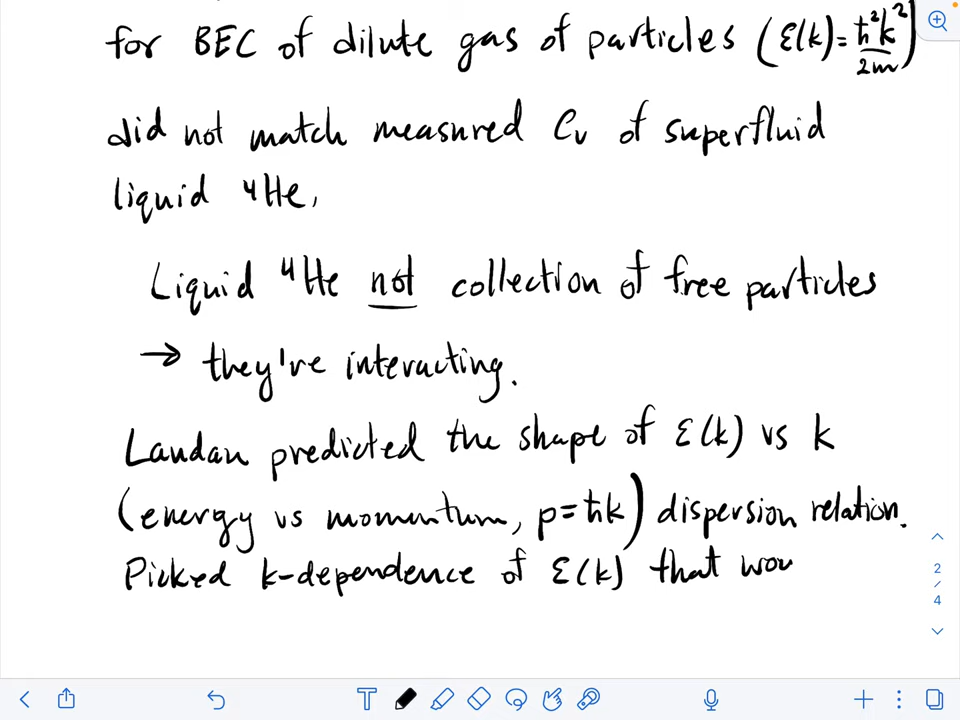 for BEC of dilute gas of particles (ε(k)=ħ²k²/2m)
did not match measured Cv of superfluid
liquid ⁴He,
Liquid ⁴He not collection of free particles
→ they're interacting.
Landau predicted the shape of ε(k) vs k
(energy vs momentum, p=ħk) dispersion relation.
Picked k-dependence of ε(k) that wou
2
/
4
T